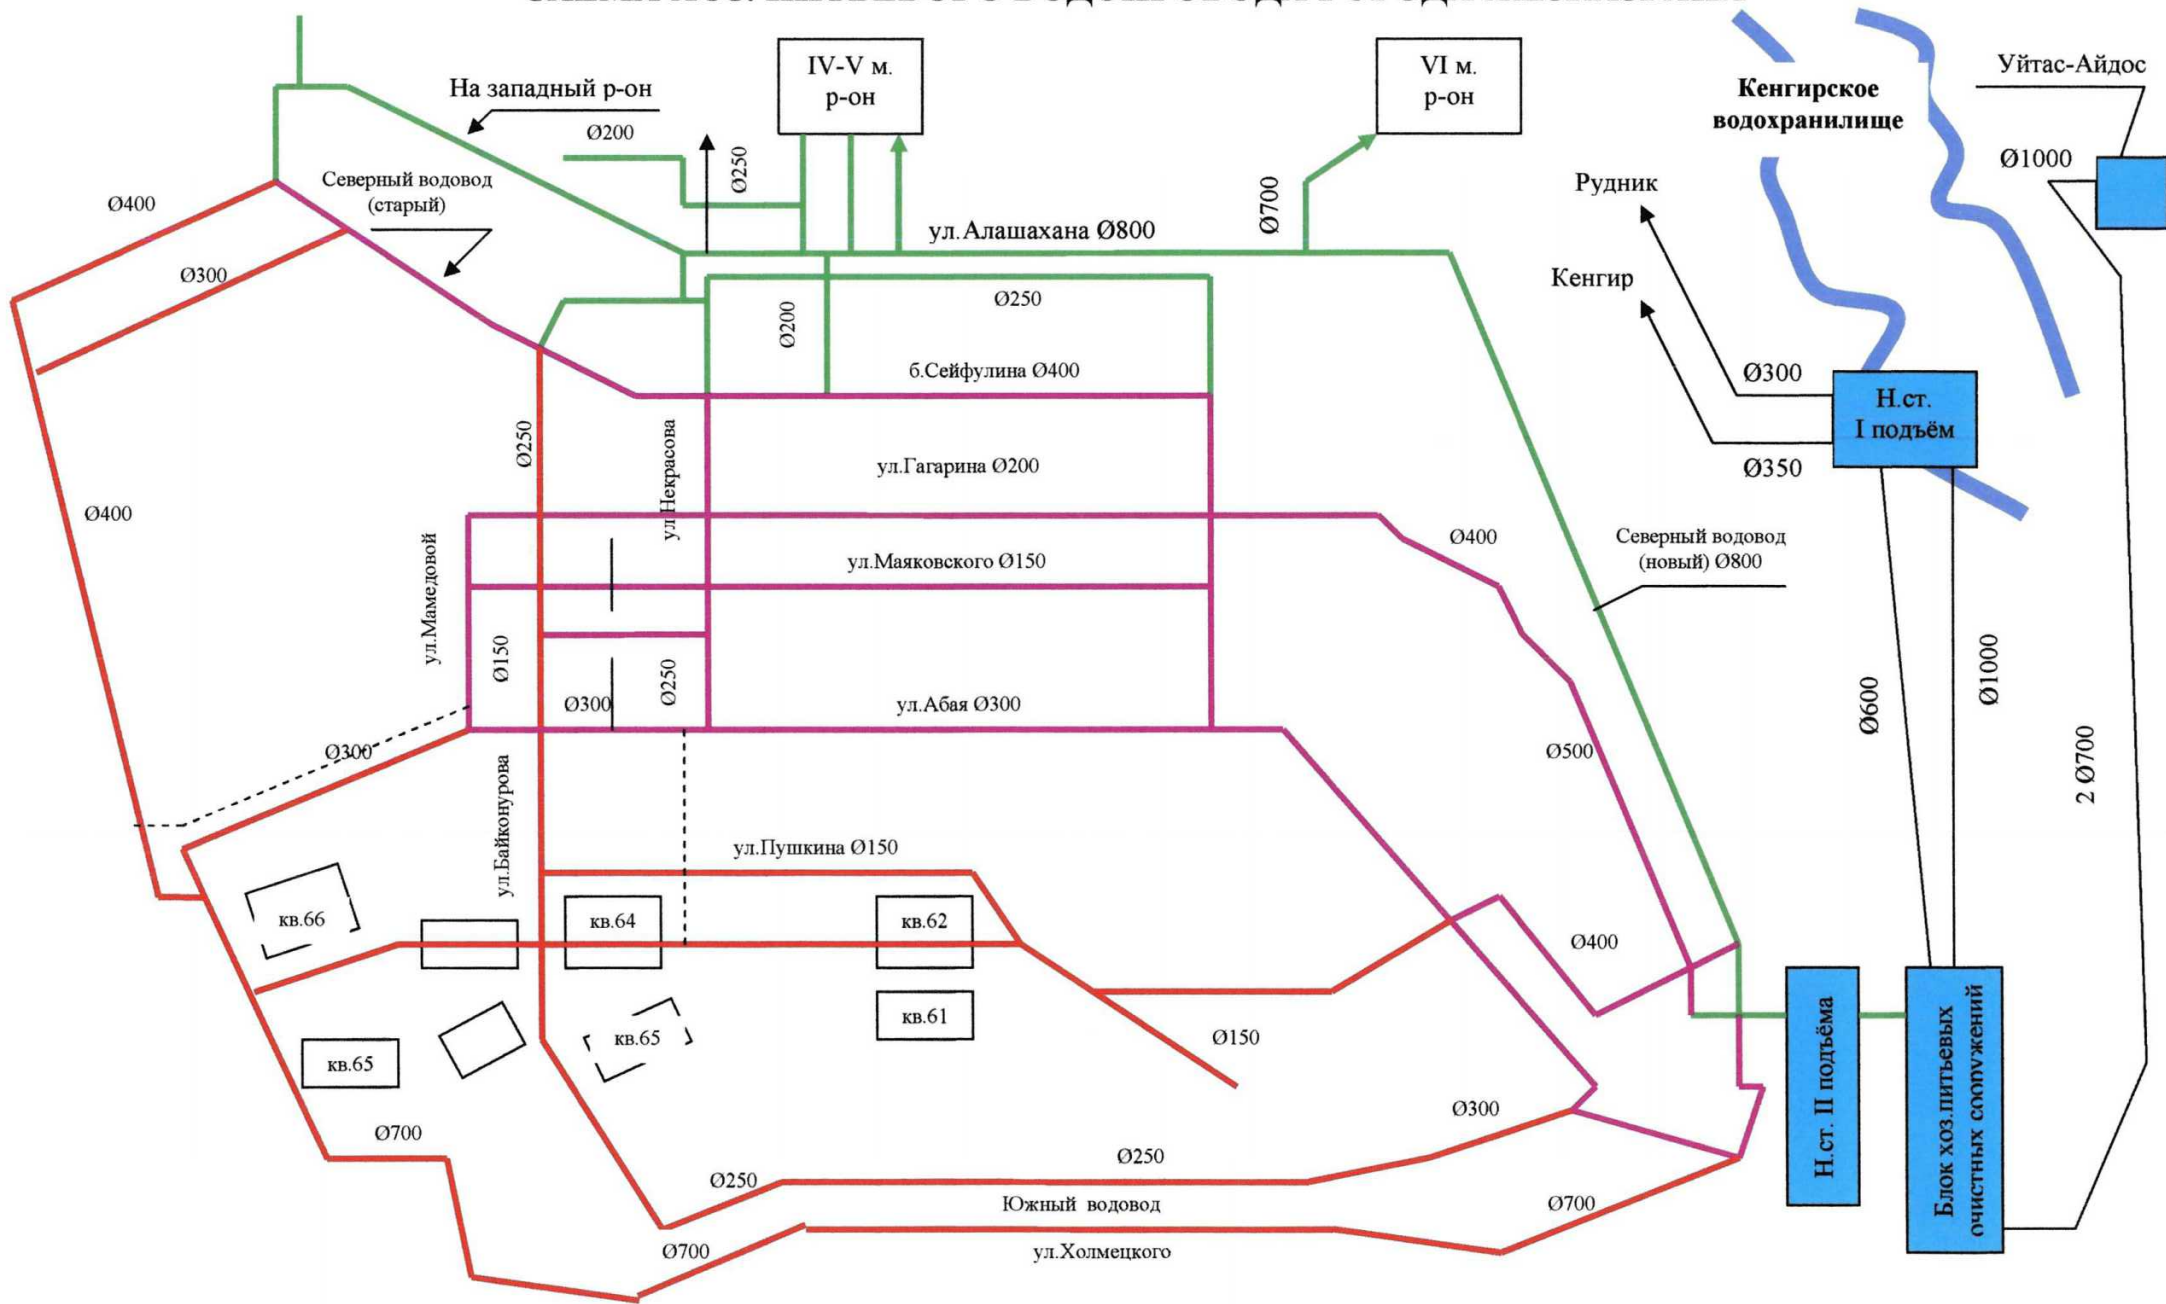 На западный р-он
IV-V м.
р-он
VI м.
р-он
Кенгирское
водохранилище
Уйтас-Айдос
Ø1000
Ø200
Ø250
Ø700
Рудник
Северный водовод
(старый)
Ø400
ул.Алашахана Ø800
Ø300
Кенгир
Ø250
Ø200
б.Сейфулина Ø400
Ø300
Н.ст.
I подъём
Ø250
ул.Некрасова
ул.Гагарина Ø200
Ø350
Ø400
Ø400
Северный водовод
(новый) Ø800
ул.Маяковского Ø150
ул.Мамедовой
Ø150
Ø250
Ø300
ул.Абая Ø300
Ø600
Ø1000
Ø500
Ø300
2 Ø700
ул.Байконурова
ул.Пушкина Ø150
кв.66
кв.64
кв.62
Ø400
кв.61
кв.65
кв.65
Ø150
Н.ст. II подъёма
Блок хоз.питьевых
очистных сооружений
Ø300
Ø700
Ø250
Ø250
Южный водовод
Ø700
Ø700
ул.Холмецкого